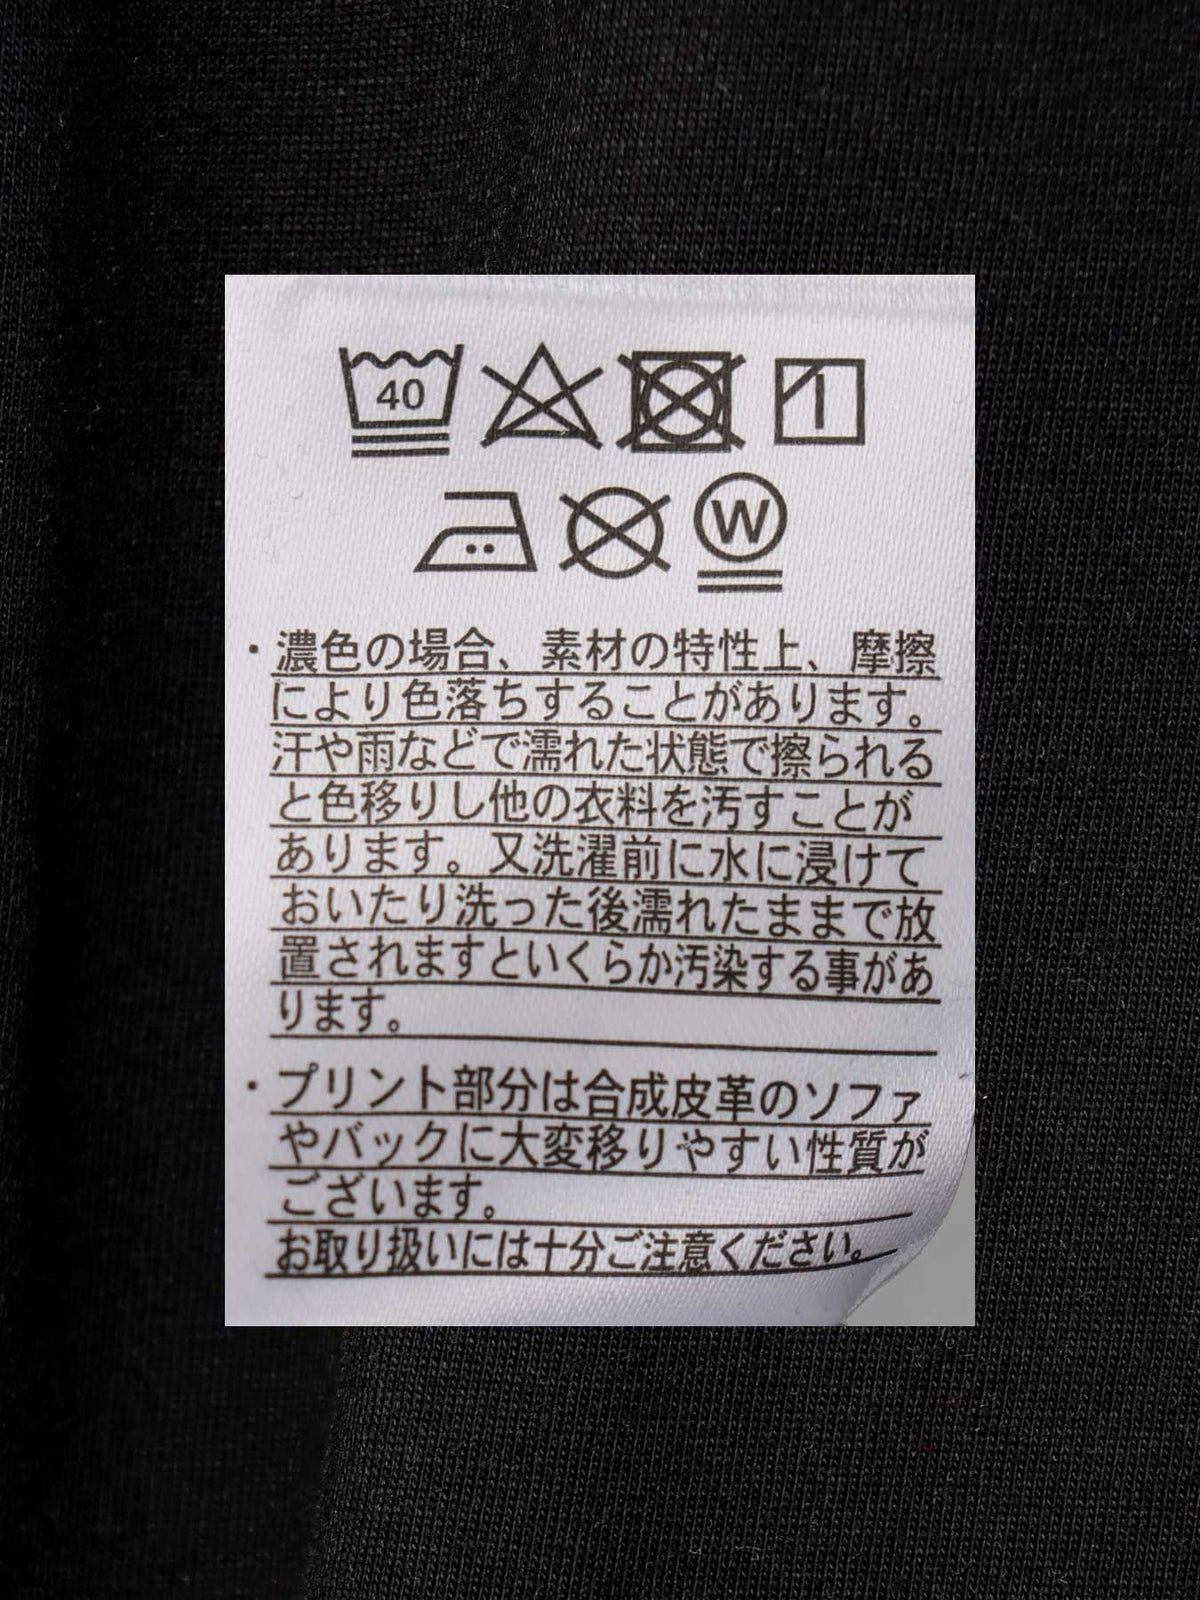 40
W
・濃色の場合、素材の特性上、摩擦
により色落ちすることがあります。
汗や雨などで濡れた状態で擦られる
と色移りし他の衣料を汚すことが
あります。又洗濯前に水に浸けて
おいたり洗った後濡れたままで放
置されますといくらか汚染する事があ
ります。
・プリント部分は合成皮革のソファ
やバックに大変移りやすい性質が
ございます。
お取り扱いには十分ご注意ください。